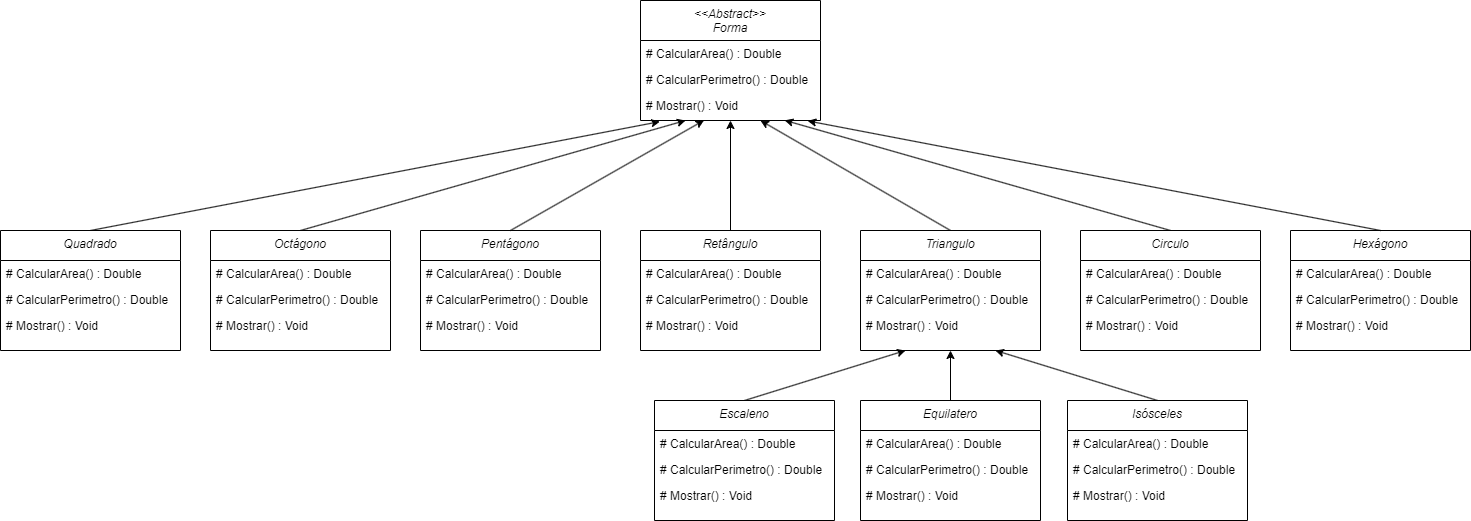 <<Abstract>>
Forma
# CalcularArea() : Double
# CalcularPerimetro() : Double
# Mostrar() : Void
Quadrado
# CalcularArea() : Double
# CalcularPerimetro() : Double
# Mostrar() : Void
Octágono
# CalcularArea() : Double
# CalcularPerimetro() : Double
# Mostrar() : Void
Pentágono
# CalcularArea() : Double
# CalcularPerimetro() : Double
# Mostrar() : Void
Retângulo
# CalcularArea() : Double
# CalcularPerimetro() : Double
# Mostrar() : Void
Triangulo
# CalcularArea() : Double
# CalcularPerimetro() : Double
# Mostrar() : Void
Circulo
# CalcularArea() : Double
# CalcularPerimetro() : Double
# Mostrar() : Void
Hexágono
# CalcularArea() : Double
# CalcularPerimetro() : Double
# Mostrar() : Void
Escaleno
# CalcularArea() : Double
# CalcularPerimetro() : Double
# Mostrar() : Void
Equilatero
# CalcularArea() : Double
# CalcularPerimetro() : Double
# Mostrar() : Void
Isósceles
# CalcularArea() : Double
# CalcularPerimetro() : Double
# Mostrar() : Void